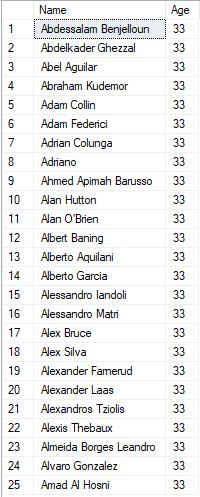 Name Age
1 Abdessalam Benjelloun 33
2 Abdelkader Ghezzal 33
3 Abel Aguilar 33
4 Abraham Kudemor 33
5 Adam Collin 33
6 Adam Federici 33
7 Adrian Colunga 33
8 Adriano 33
9 Ahmed Apimah Barusso 33
10 Alan Hutton 33
11 Alan O'Brien 33
12 Albert Baning 33
13 Alberto Aquilani 33
14 Alberto Garcia 33
15 Alessandro Iandoli 33
16 Alessandro Matri 33
17 Alex Bruce 33
18 Alex Silva 33
19 Alexander Farnerud 33
20 Alexander Laas 33
21 Alexandros Tziolis 33
22 Alexis Thebaux 33
23 Almeida Borges Leandro 33
24 Alvaro Gonzalez 33
25 Amad Al Hosni 33